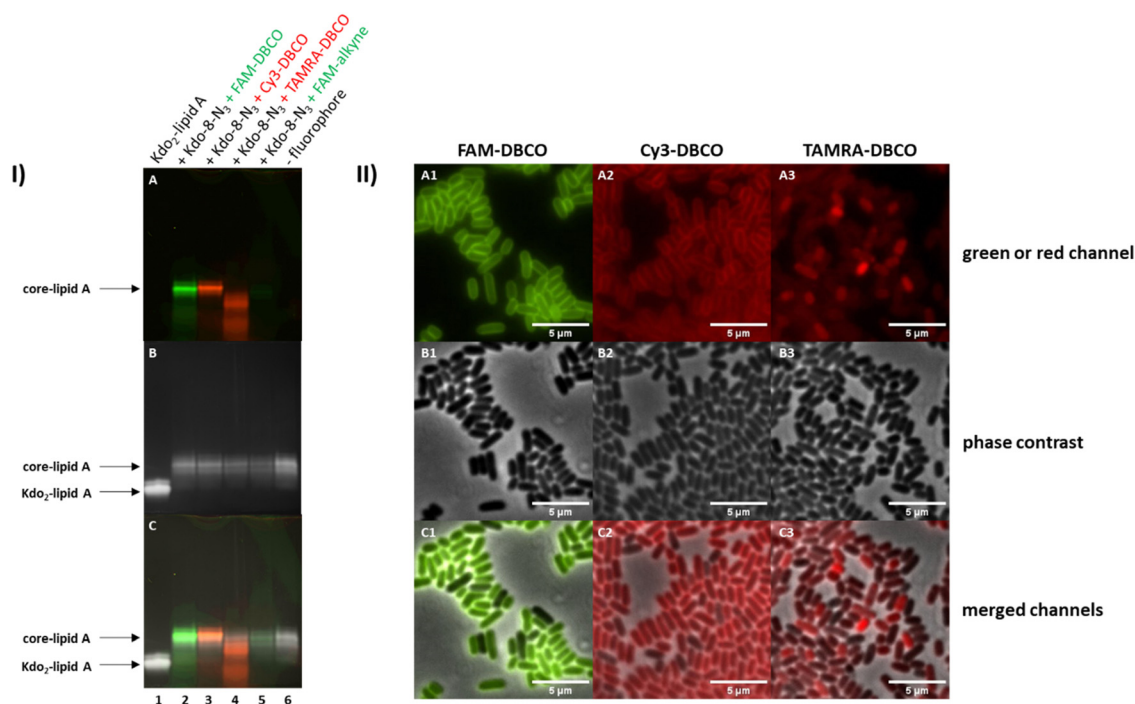 Kdo₂-lipid A
+ Kdo-8-N₃ + FAM-DBCO
+ Kdo-8-N₃ + Cy3-DBCO
+ Kdo-8-N₃ + TAMRA-DBCO
+ Kdo-8-N₃ + FAM-alkyne
- fluorophore
I)
A
core-lipid A
B
core-lipid A
Kdo₂-lipid A
C
core-lipid A
Kdo₂-lipid A
1 2 3 4 5 6
II)
FAM-DBCO Cy3-DBCO TAMRA-DBCO
A1 A2 A3
green or red channel
5 µm 5 µm 5 µm
B1 B2 B3
phase contrast
5 µm 5 µm 5 µm
C1 C2 C3
merged channels
5 µm 5 µm 5 µm